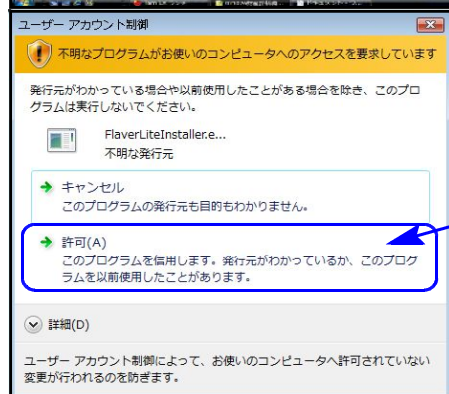 ユーザー アカウント制御
不明なプログラムがお使いのコンピュータへのアクセスを要求しています
発行元がわかっている場合や以前使用したことがある場合を除き、このプロ
グラムは実行しないでください。
FlaverLiteInstaller.e...
不明な発行元
キャンセル
このプログラムの発行元も目的もわかりません。
許可(A)
このプログラムを信用します。発行元がわかっているか、このプログ
ラムを以前使用したことがあります。
詳細(D)
ユーザー アカウント制御によって、お使いのコンピュータへ許可されていない
変更が行われるのを防ぎます。